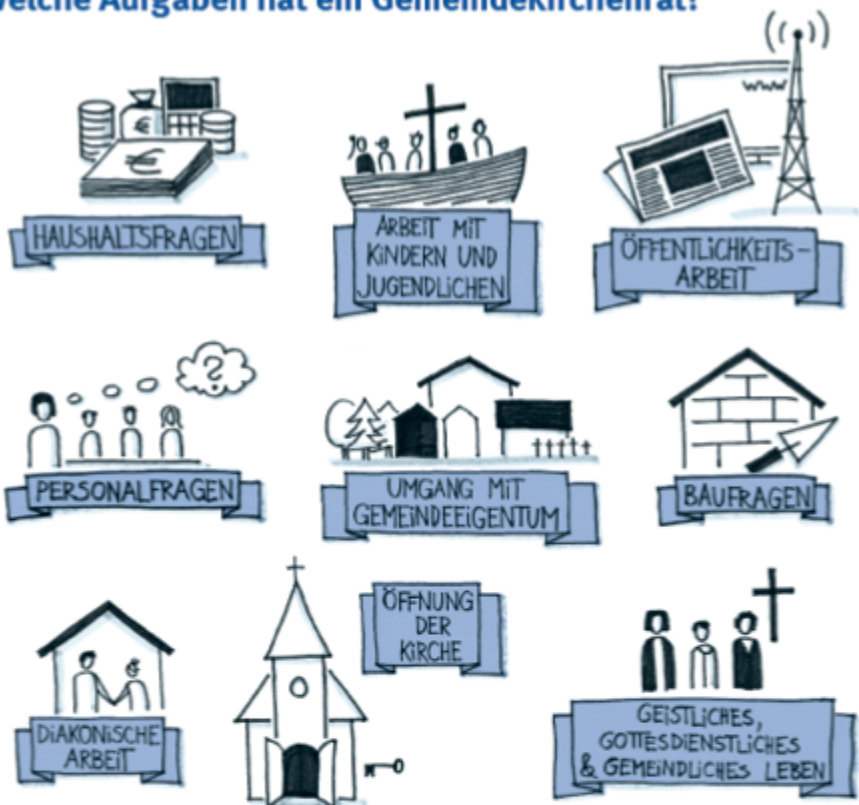 Welche Aufgaben hat ein Gemeindekirchenrat?
www
€
€
HAUSHALTSFRAGEN
ARBEIT MIT
KINDERN UND
JUGENDLICHEN
ÖFFENTLICHKEITS-
ARBEIT
?
PERSONALFRAGEN
UMGANG MIT
GEMEINDEEIGENTUM
BAUFRAGEN
ÖFFNUNG
DER
KIRCHE
DIAKONISCHE
ARBEIT
GEISTLICHES,
GOTTESDIENSTLICHES
& GEMEINDLICHES LEBEN